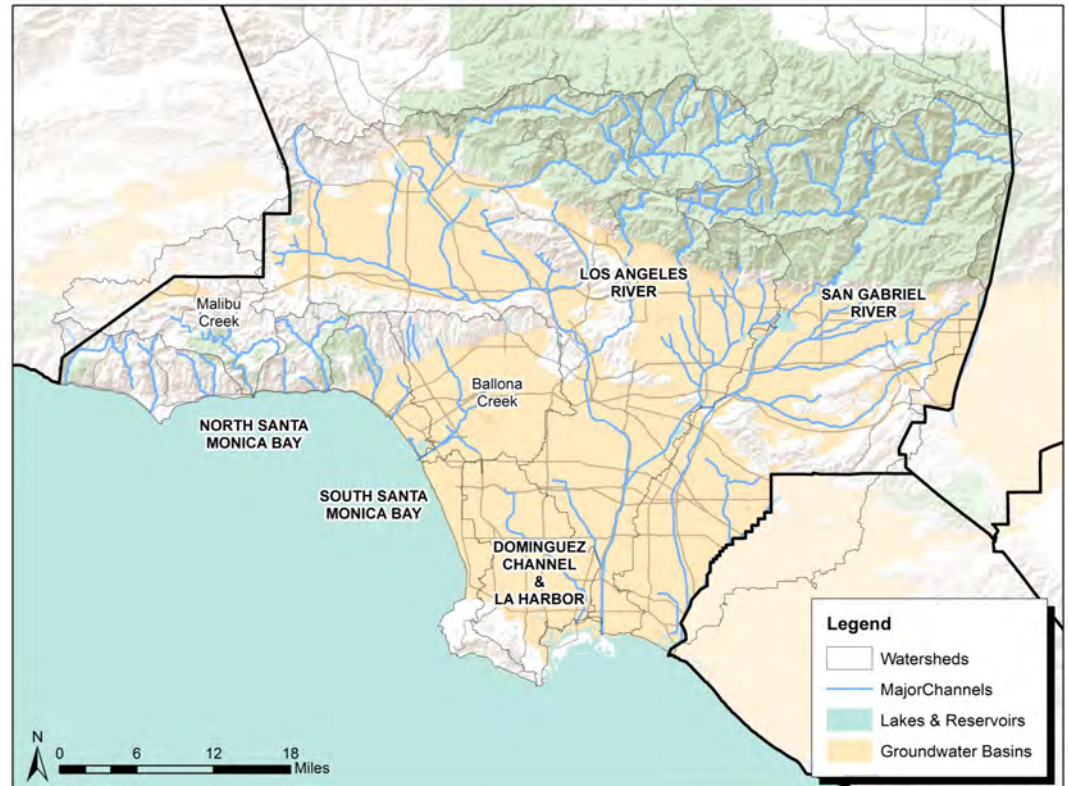 LOS ANGELES
RIVER
SAN GABRIEL
RIVER
Malibu
Creek
Ballona
Creek
NORTH SANTA
MONICA BAY
SOUTH SANTA
MONICA BAY
DOMINGUEZ
CHANNEL
&
LA HARBOR
Legend
Watersheds
MajorChannels
Lakes & Reservoirs
Groundwater Basins
N
0 6 12 18
Miles